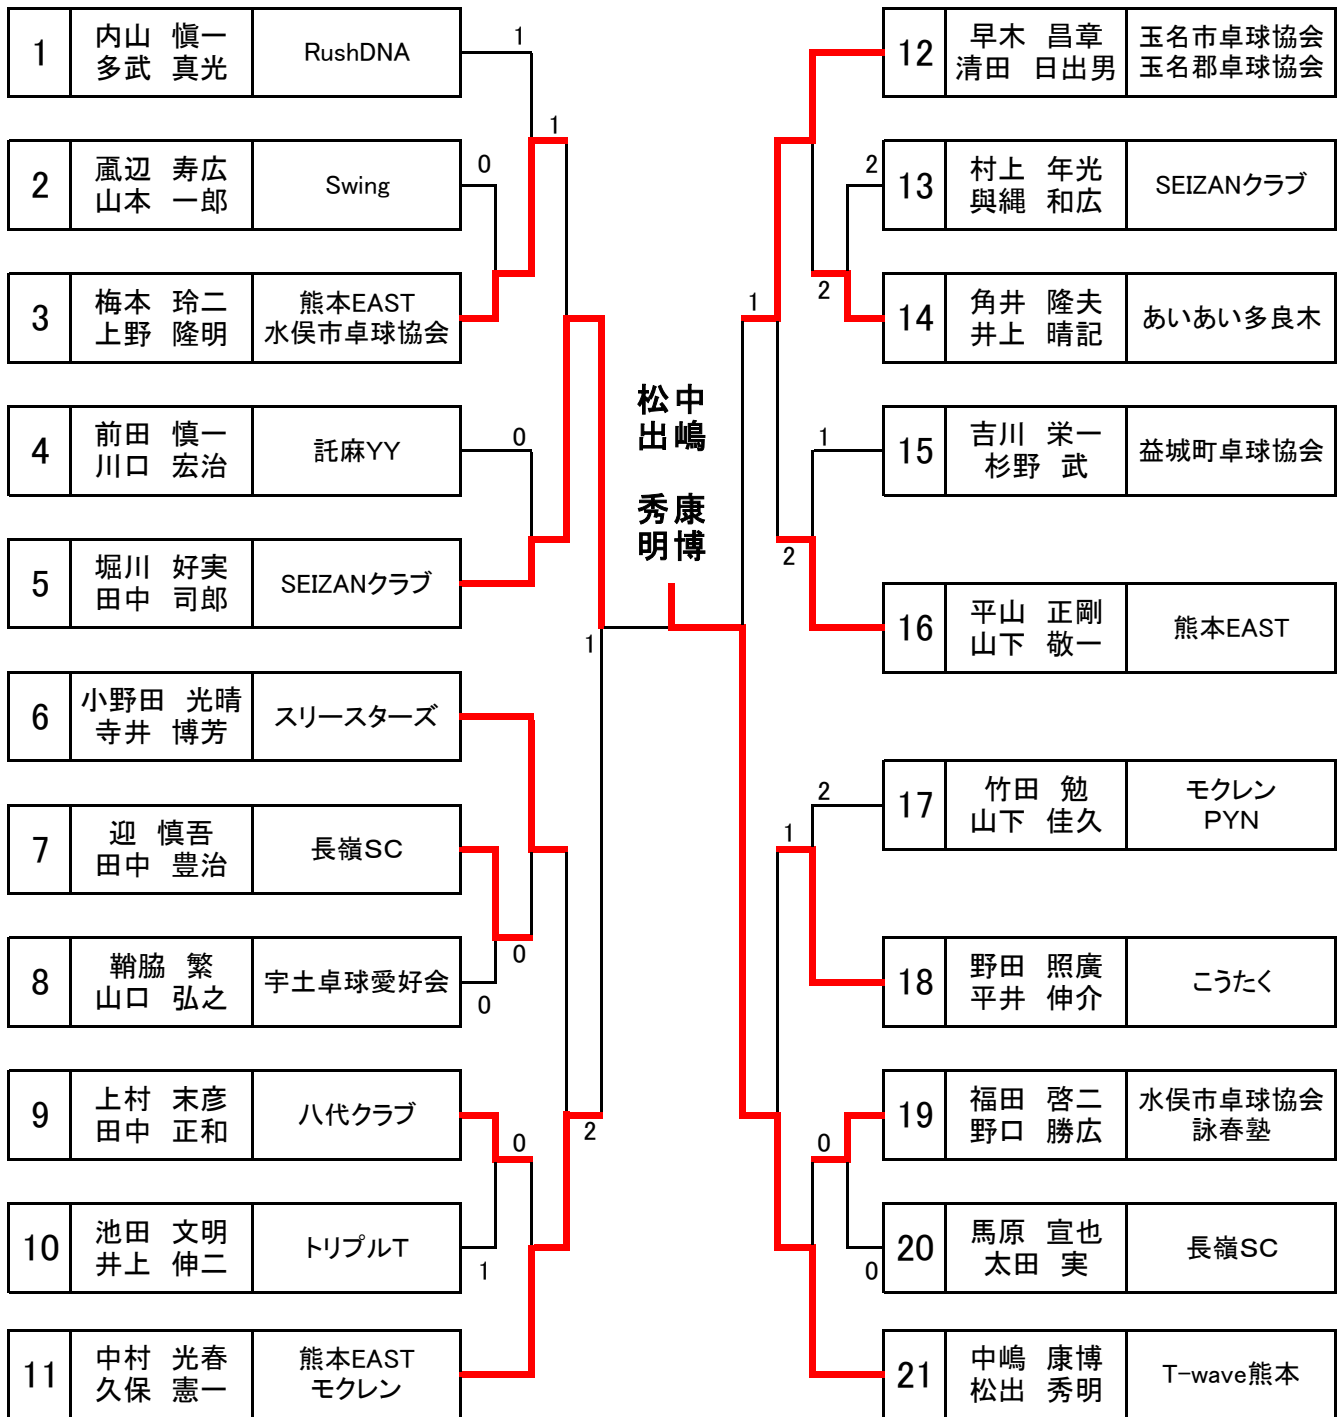 1
内山 愼一
多武 真光
RushDNA
1
2
凮辺 寿広
山本 一郎
Swing
0
1
3
梅本 玲二
上野 隆明
熊本EAST
水俣市卓球協会
4
前田 慎一
川口 宏治
託麻YY
0
5
堀川 好実
田中 司郎
SEIZANクラブ
1
6
小野田 光晴
寺井 博芳
スリースターズ
7
迎 慎吾
田中 豊治
長嶺SC
0
8
鞘脇 繁
山口 弘之
宇土卓球愛好会
0
9
上村 末彦
田中 正和
八代クラブ
0
2
10
池田 文明
井上 伸二
トリプルT
1
11
中村 光春
久保 憲一
熊本EAST
モクレン
中嶋 康博
松出 秀明
12
早木 昌章
清田 日出男
玉名市卓球協会
玉名郡卓球協会
2
13
村上 年光
與縄 和広
SEIZANクラブ
1
2
14
角井 隆夫
井上 晴記
あいあい多良木
1
15
吉川 栄一
杉野 武
益城町卓球協会
2
16
平山 正剛
山下 敬一
熊本EAST
2
17
竹田 勉
山下 佳久
モクレン
PYN
1
18
野田 照廣
平井 伸介
こうたく
19
福田 啓二
野口 勝広
水俣市卓球協会
詠春塾
0
20
馬原 宣也
太田 実
長嶺SC
0
21
中嶋 康博
松出 秀明
T-wave熊本